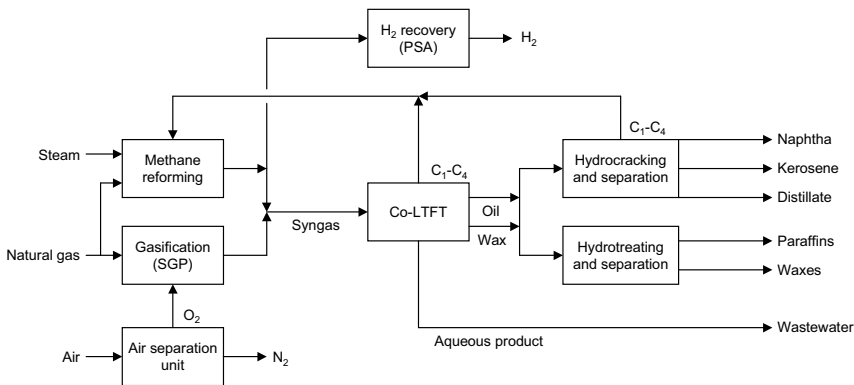 H₂ recovery
(PSA)
H₂
C₁-C₄
Naphtha
Steam
Methane
reforming
Hydrocracking
and separation
Kerosene
C₁-C₄
Distillate
Co-LTFT
Oil
Syngas
Wax
Natural gas
Gasification
(SGP)
Hydrotreating
and separation
Paraffins
Waxes
O₂
Aqueous product
Wastewater
Air
Air separation
unit
N₂